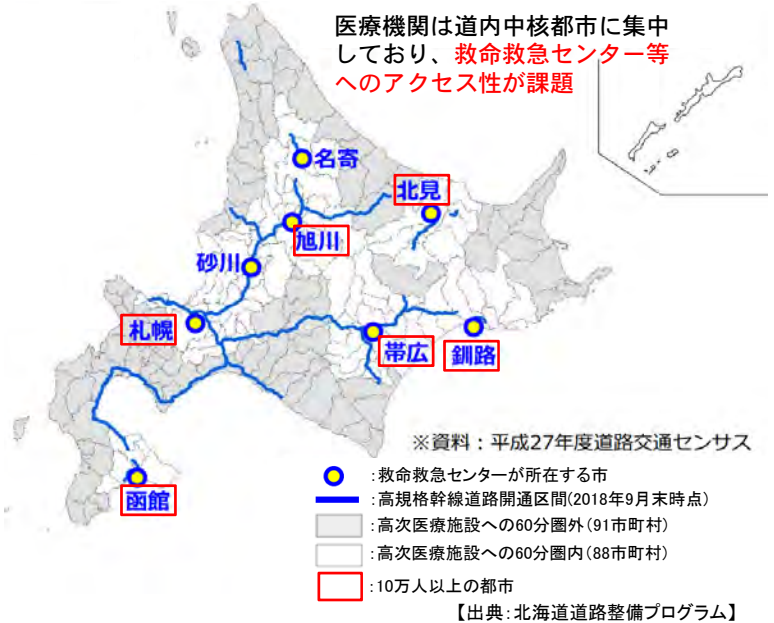 医療機関は道内中核都市に集中
しており、救命救急センター等
へのアクセス性が課題
名寄
北見
旭川
砂川
札幌
帯広
釧路
函館
※資料：平成27年度道路交通センサス
：救命救急センターが所在する市
：高規格幹線道路開通区間(2018年9月末時点)
：高次医療施設への60分圏外(91市町村)
：高次医療施設への60分圏内(88市町村)
：10万人以上の都市
【出典：北海道道路整備プログラム】